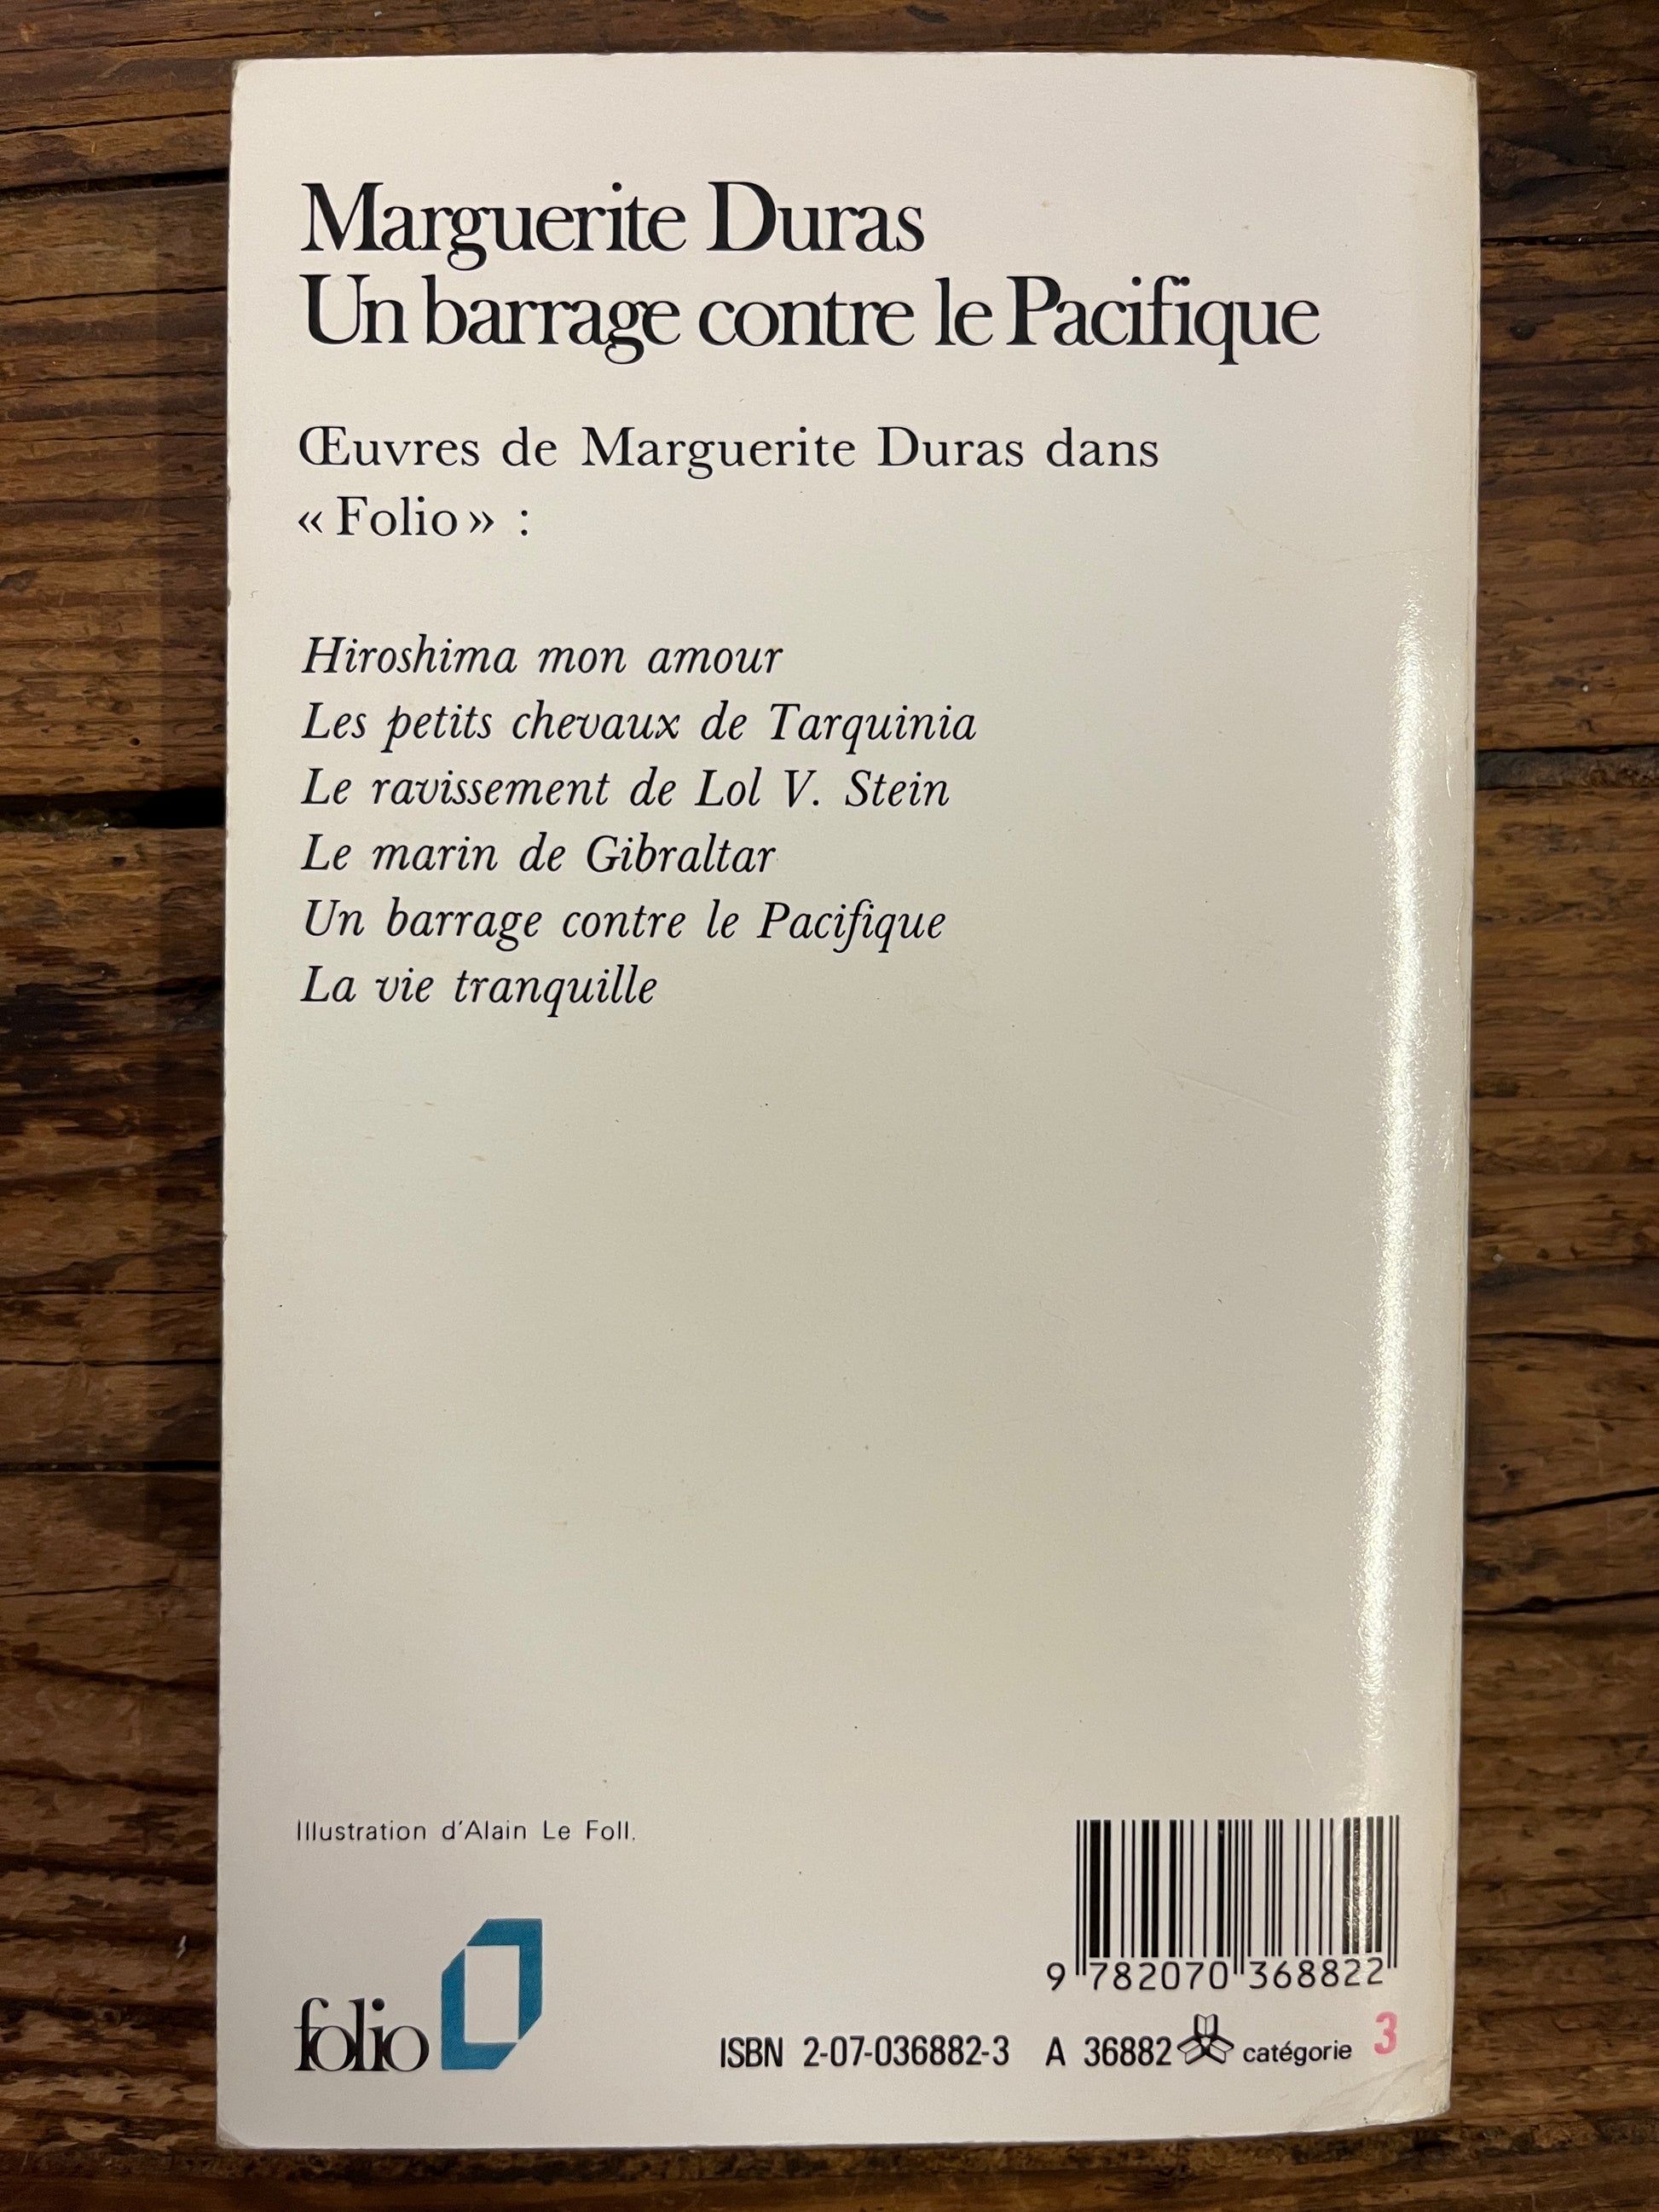 Marguerite Duras
Un barrage contre le Pacifique
Œuvres de Marguerite Duras dans
« Folio » :
Hiroshima mon amour
Les petits chevaux de Tarquinia
Le ravissement de Lol V. Stein
Le marin de Gibraltar
Un barrage contre le Pacifique
La vie tranquille
Illustration d'Alain Le Foll.
9 782070 368822
folio
ISBN 2-07-036882-3 A 36882 catégorie 3